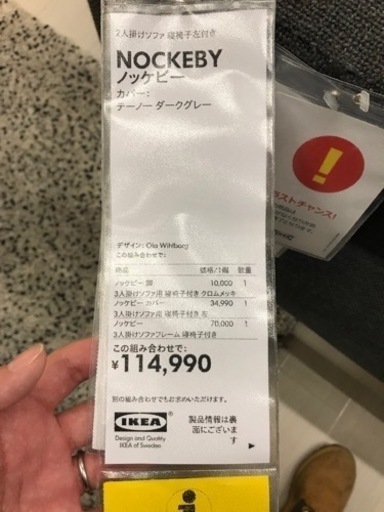 2人掛けソファ 寝椅子左付き
NOCKEBY
ノッケビー
カバー:
テーノー ダークグレー
デザイン: Ola Wihlborg
この組み合わせで:
商品 価格/1個 数量
ノッケビー 脚 10,000 1
3人掛けソファ用 寝椅子付き クロムメッキ
ノッケビー カバー 34,990 1
3人掛けソファ用 寝椅子付き 左
ノッケビー 70,000 1
3人掛けソファフレーム 寝椅子付き
この組み合わせで:
¥114,990
別の組み合わせでもお求めいただけます。
IKEA®
Design and Quality
IKEA of Sweden
製品情報は裏
面にございま
す
!
ラストチャンス!
i